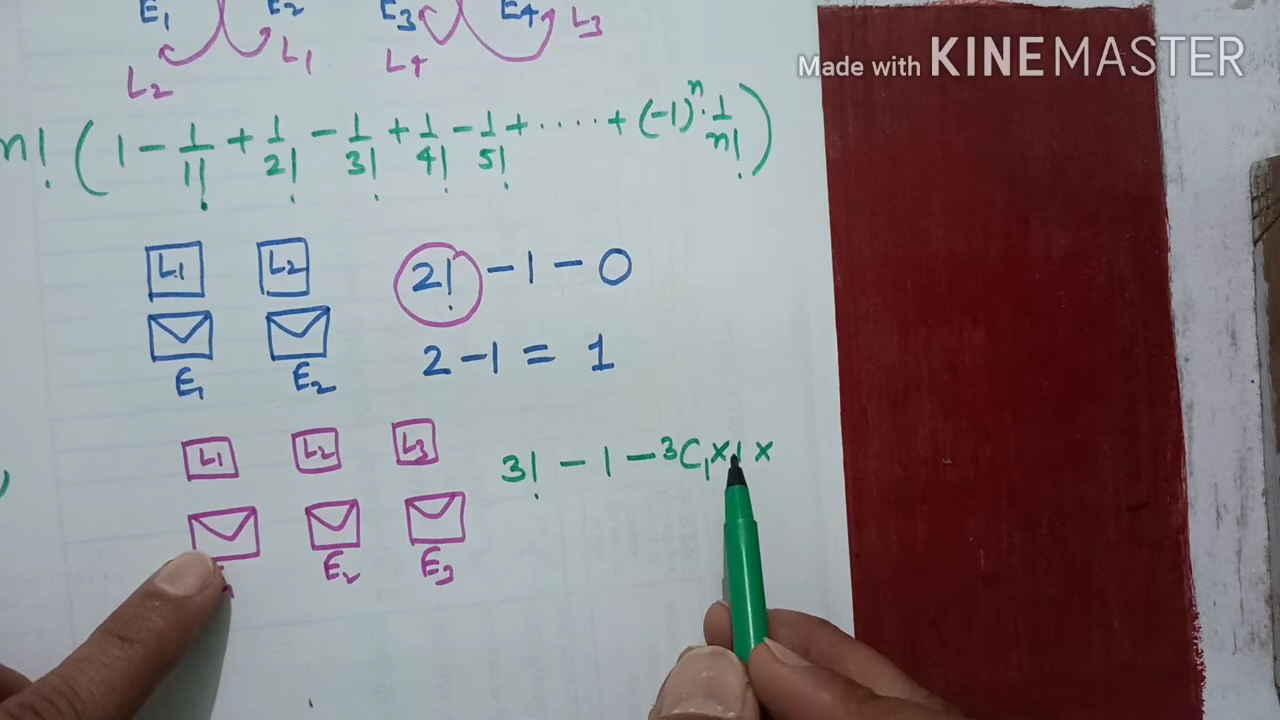 E1 E2 E3 E4 L3
L2 L1 L4
Made with KINEMASTER
n! ( 1 - 1/1! + 1/2! - 1/3! + 1/4! - 1/5! + ..... + (-1)^n · 1/n! )
L1 L2 2! - 1 - 0
E1 E2 2 - 1 = 1
L1 L2 L3 3! - 1 - ³C₁ × 1 ×
E2 E3